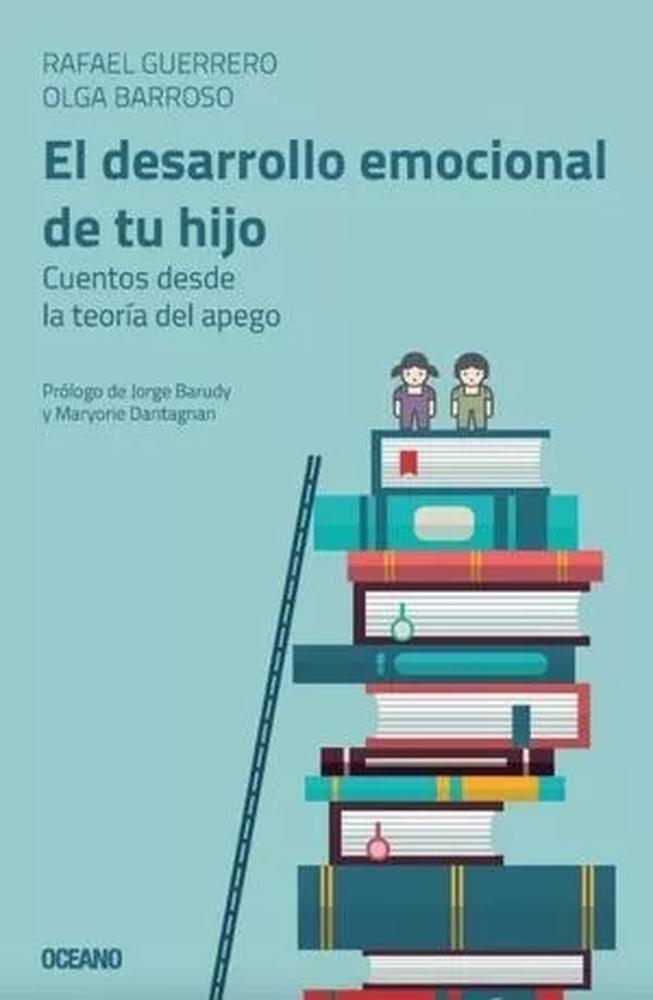 RAFAEL GUERRERO
OLGA BARROSO
El desarrollo emocional
de tu hijo
Cuentos desde
la teoría del apego
Prólogo de Jorge Barudy
y Maryorie Dantagnan
OCEANO